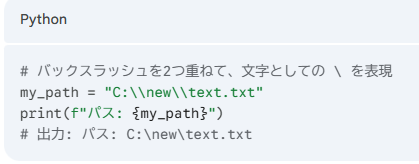 Python
# バックスラッシュを2つ重ねて、文字としての \ を表現
my_path = "C:\\new\\text.txt"
print(f"パス: {my_path}")
# 出力: パス: C:\new\text.txt